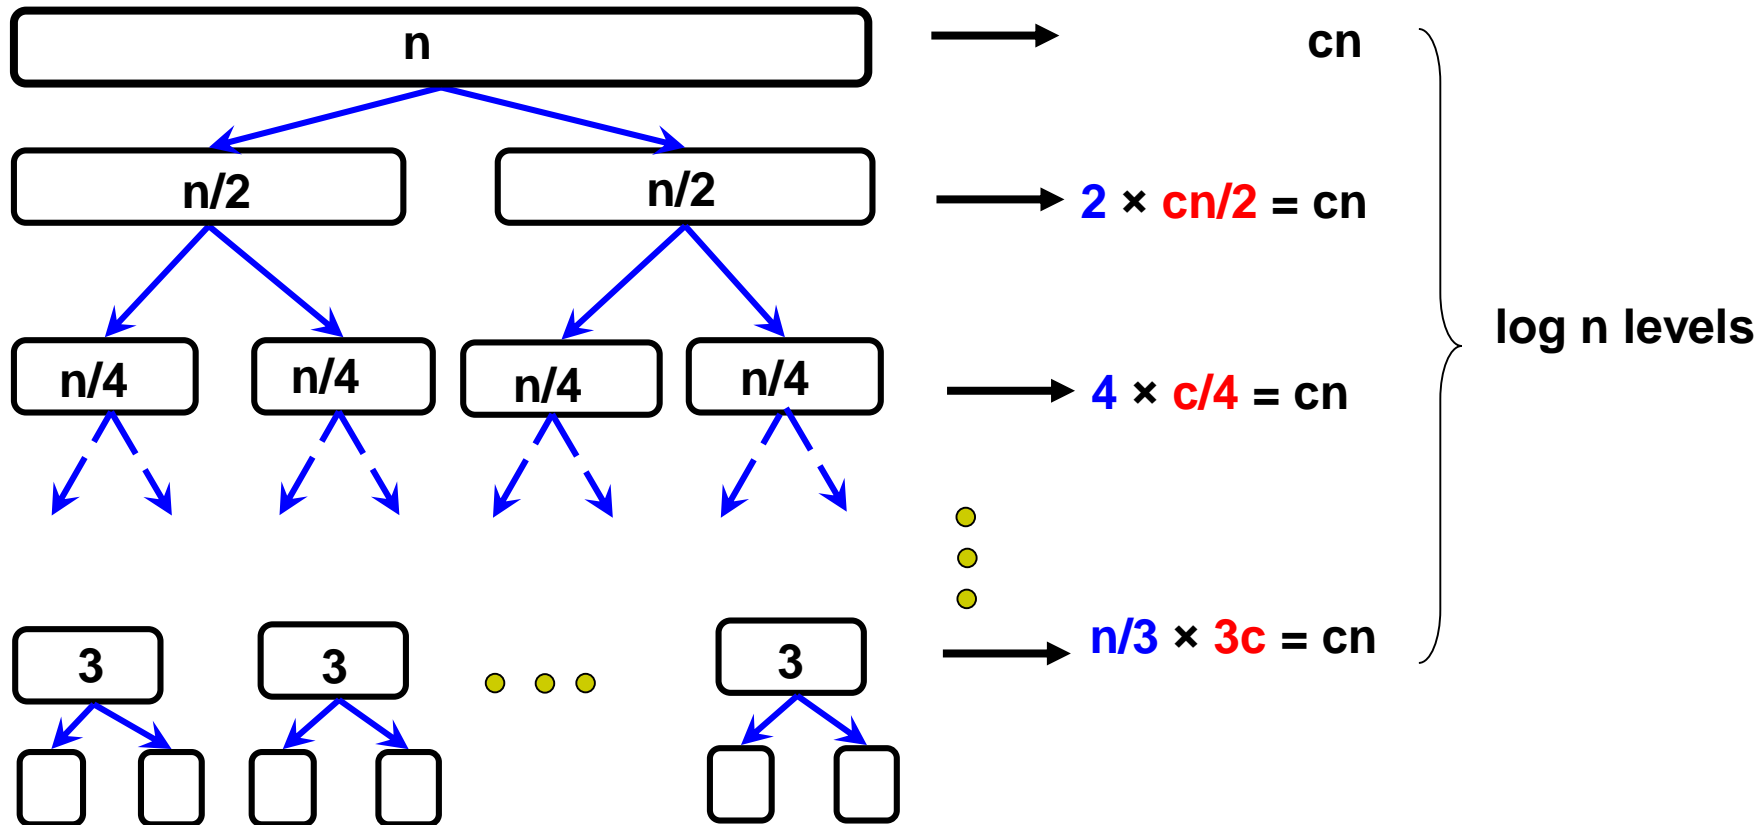 n cn
n/2 n/2 2 × cn/2 = cn
log n levels
n/4 n/4 n/4 n/4 4 × c/4 = cn
3 3 3 n/3 × 3c = cn